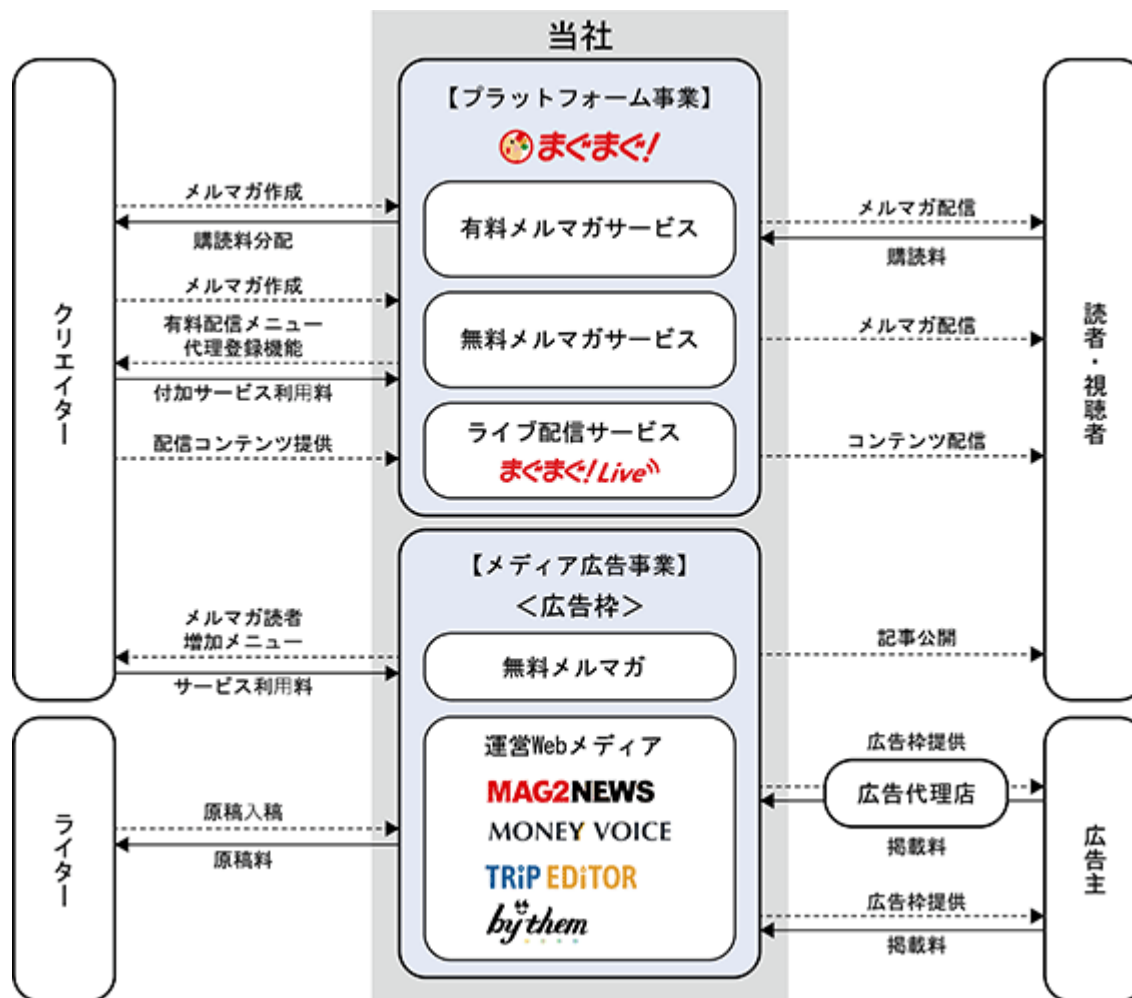 当社
【プラットフォーム事業】
まぐまぐ!
メルマガ作成
購読料分配
有料メルマガサービス
メルマガ配信
購読料
メルマガ作成
有料配信メニュー
代理登録機能
付加サービス利用料
無料メルマガサービス
メルマガ配信
配信コンテンツ提供
ライブ配信サービス
まぐまぐ!Live
コンテンツ配信
クリエイター
読者・視聴者
【メディア広告事業】
＜広告枠＞
メルマガ読者
増加メニュー
サービス利用料
無料メルマガ
記事公開
運営Webメディア
MAG2NEWS
MONEY VOICE
TRiP EDiTOR
by them
原稿入稿
原稿料
ライター
広告枠提供
広告代理店
掲載料
広告枠提供
掲載料
広告主